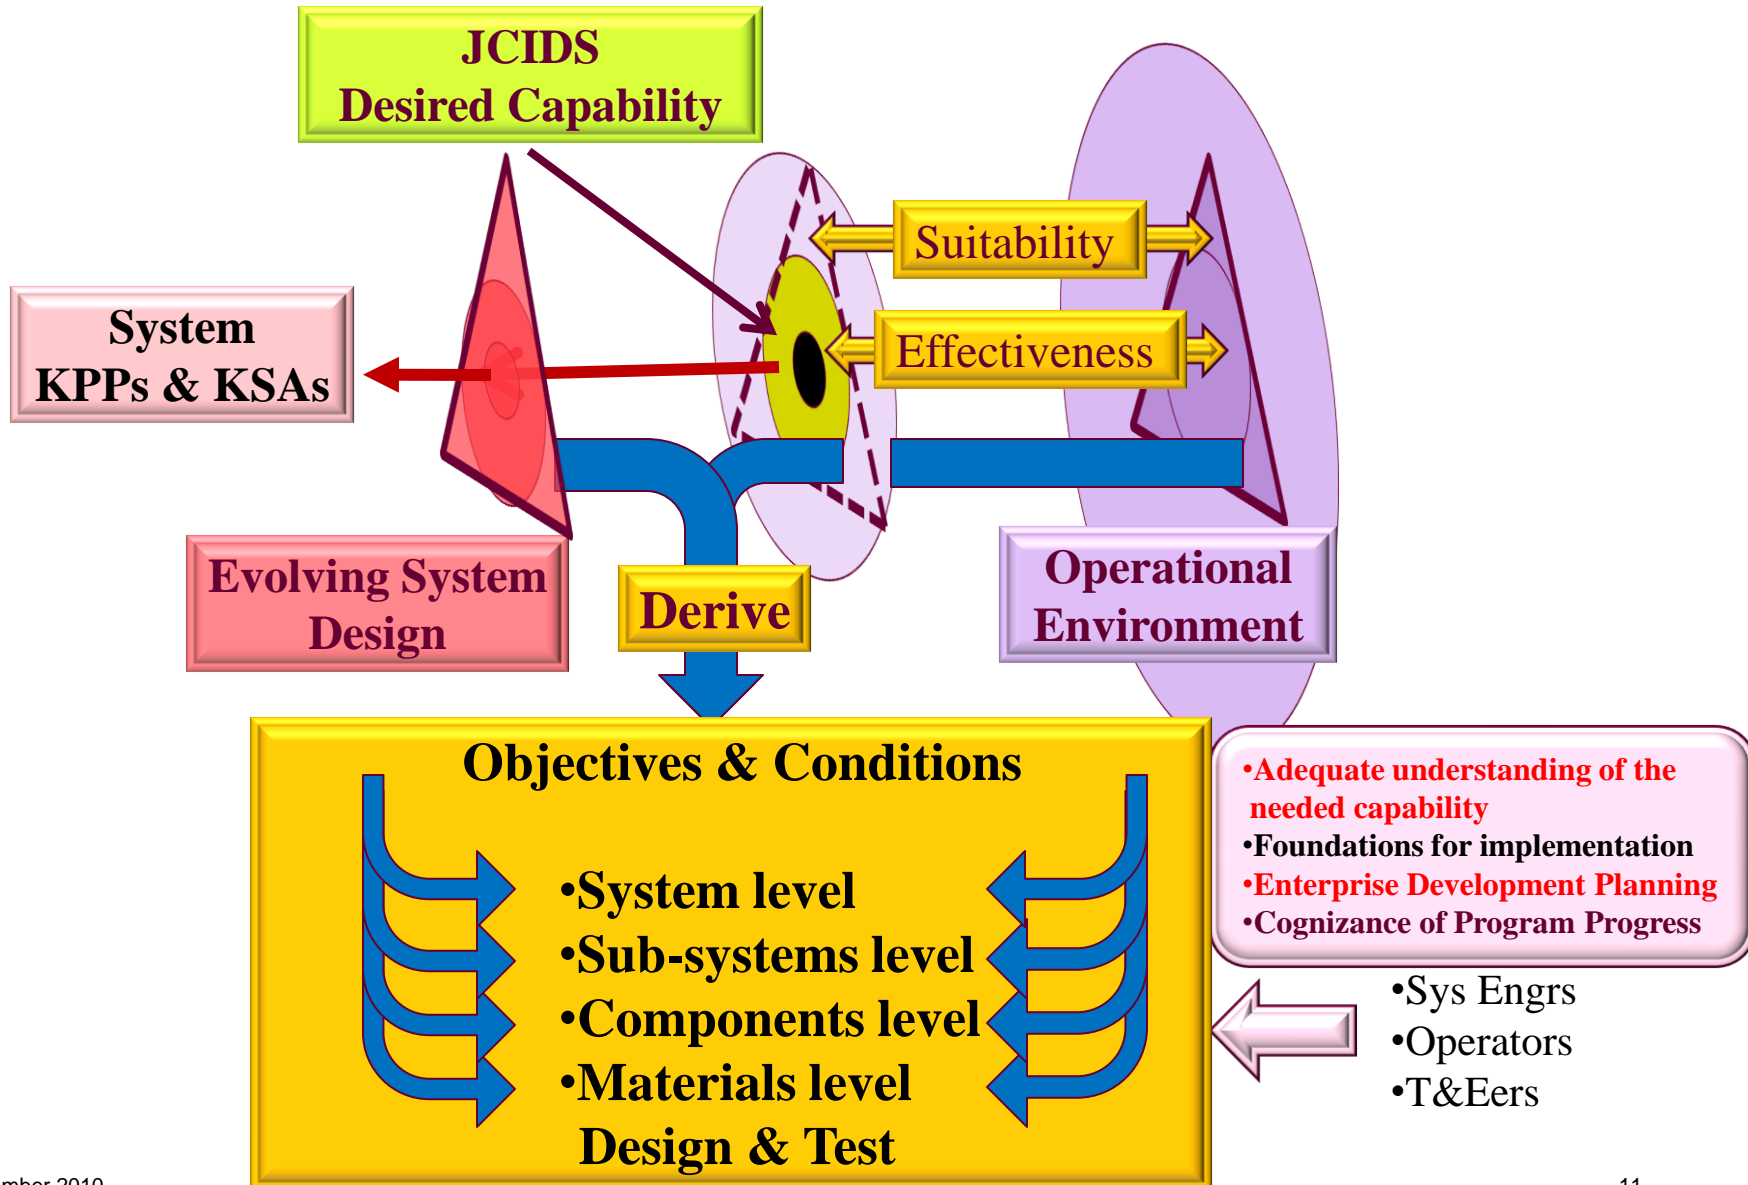 JCIDS
Desired Capability
Suitability
Effectiveness
System
KPPs & KSAs
Evolving System
Design
Derive
Operational
Environment
Objectives & Conditions
•System level
•Sub-systems level
•Components level
•Materials level
Design & Test
•Adequate understanding of the
needed capability
•Foundations for implementation
•Enterprise Development Planning
•Cognizance of Program Progress
•Sys Engrs
•Operators
•T&Eers
2010
11